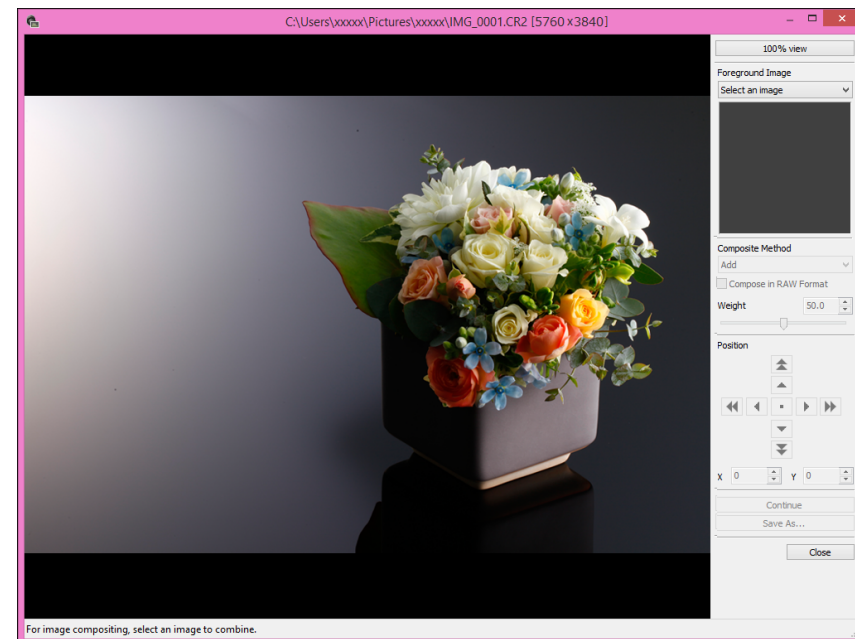 C:\Users\xxxxx\Pictures\xxxxx\IMG_0001.CR2 [5760 x 3840]
100% view
Foreground Image
Select an image
Composite Method
Add
Compose in RAW Format
Weight 50.0
Position
X 0 Y 0
Continue
Save As...
Close
For image compositing, select an image to combine.